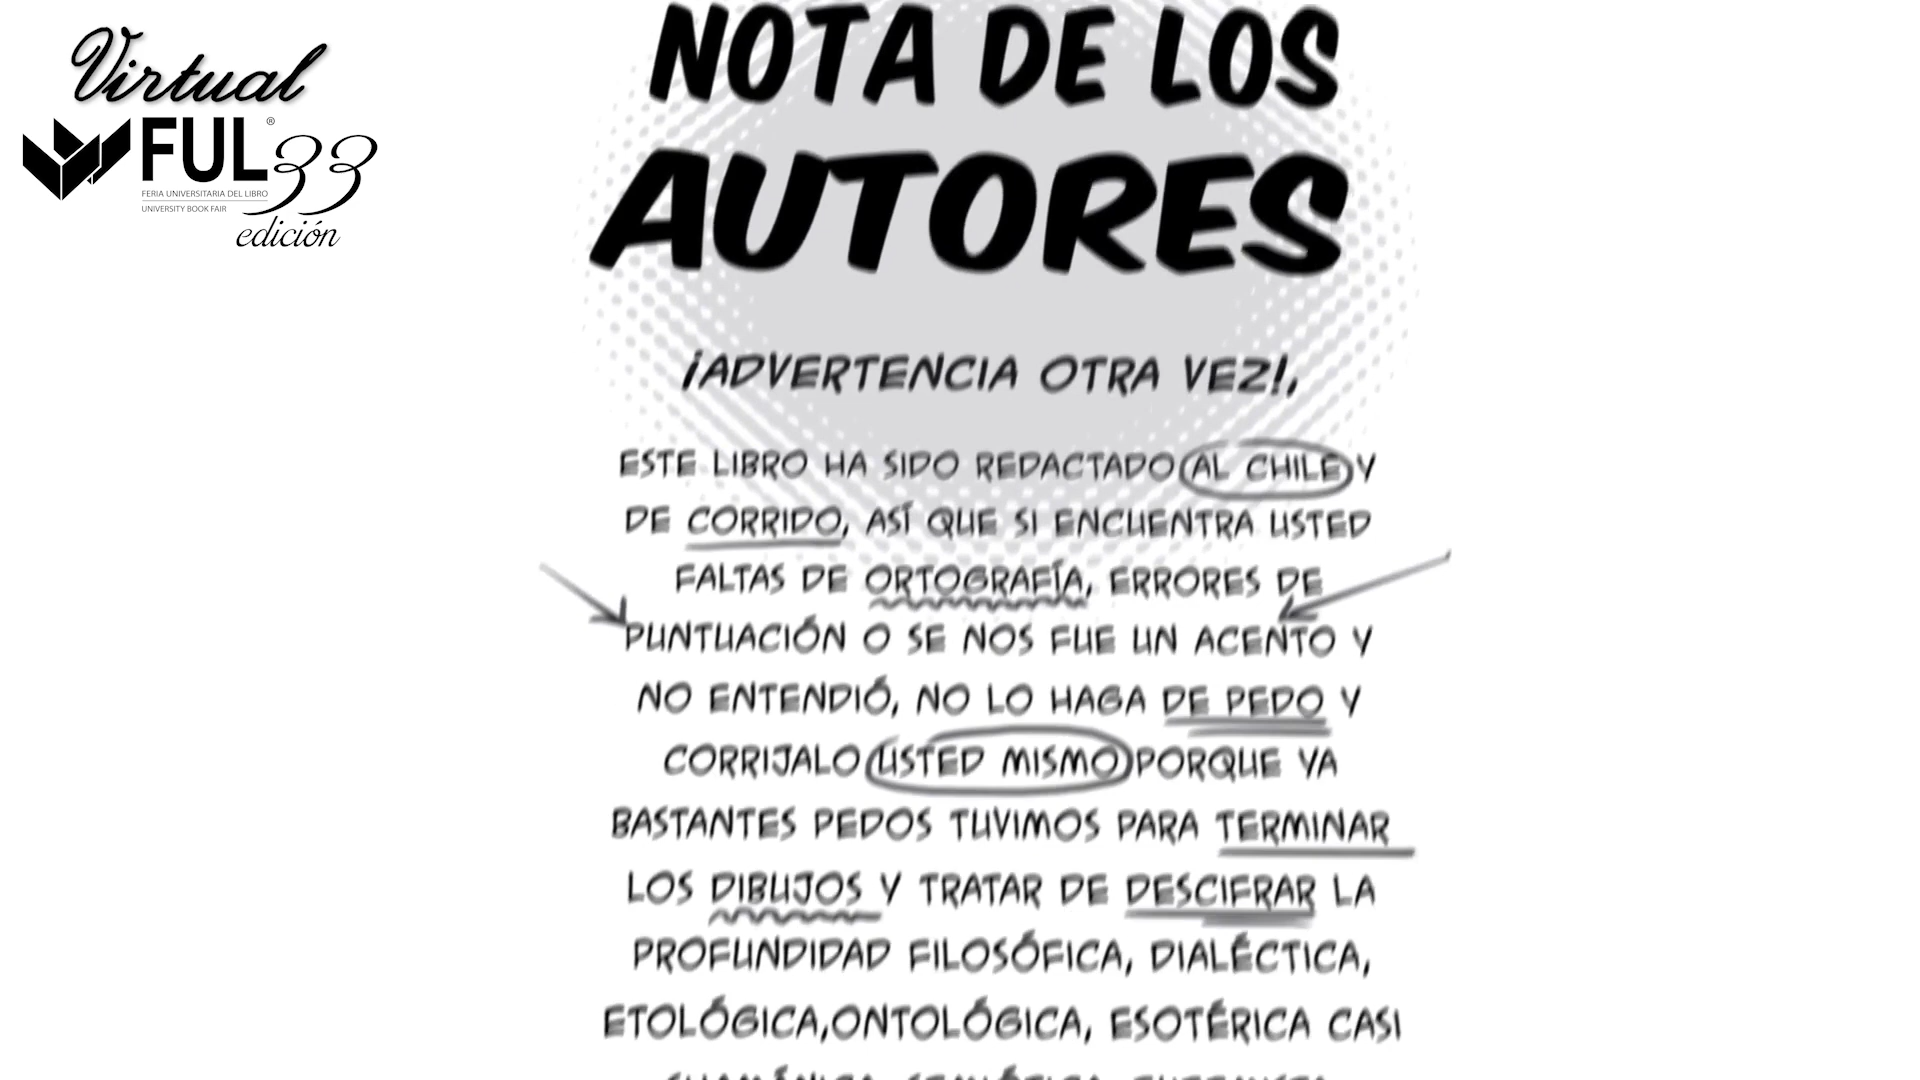 Virtual
FUL®33
FERIA UNIVERSITARIA DEL LIBRO
UNIVERSITY BOOK FAIR
edición
NOTA DE LOS
AUTORES
¡ADVERTENCIA OTRA VEZ!,
ESTE LIBRO HA SIDO REDACTADO AL CHILE Y
DE CORRIDO, ASÍ QUE SI ENCUENTRA USTED
FALTAS DE ORTOGRAFÍA, ERRORES DE
PUNTUACIÓN O SE NOS FUE UN ACENTO Y
NO ENTENDIÓ, NO LO HAGA DE PEDO Y
CORRIJALO USTED MISMO PORQUE YA
BASTANTES PEDOS TUVIMOS PARA TERMINAR
LOS DIBUJOS Y TRATAR DE DESCIFRAR LA
PROFUNDIDAD FILOSÓFICA, DIALÉCTICA,
ETOLÓGICA,ONTOLÓGICA, ESOTÉRICA CASI